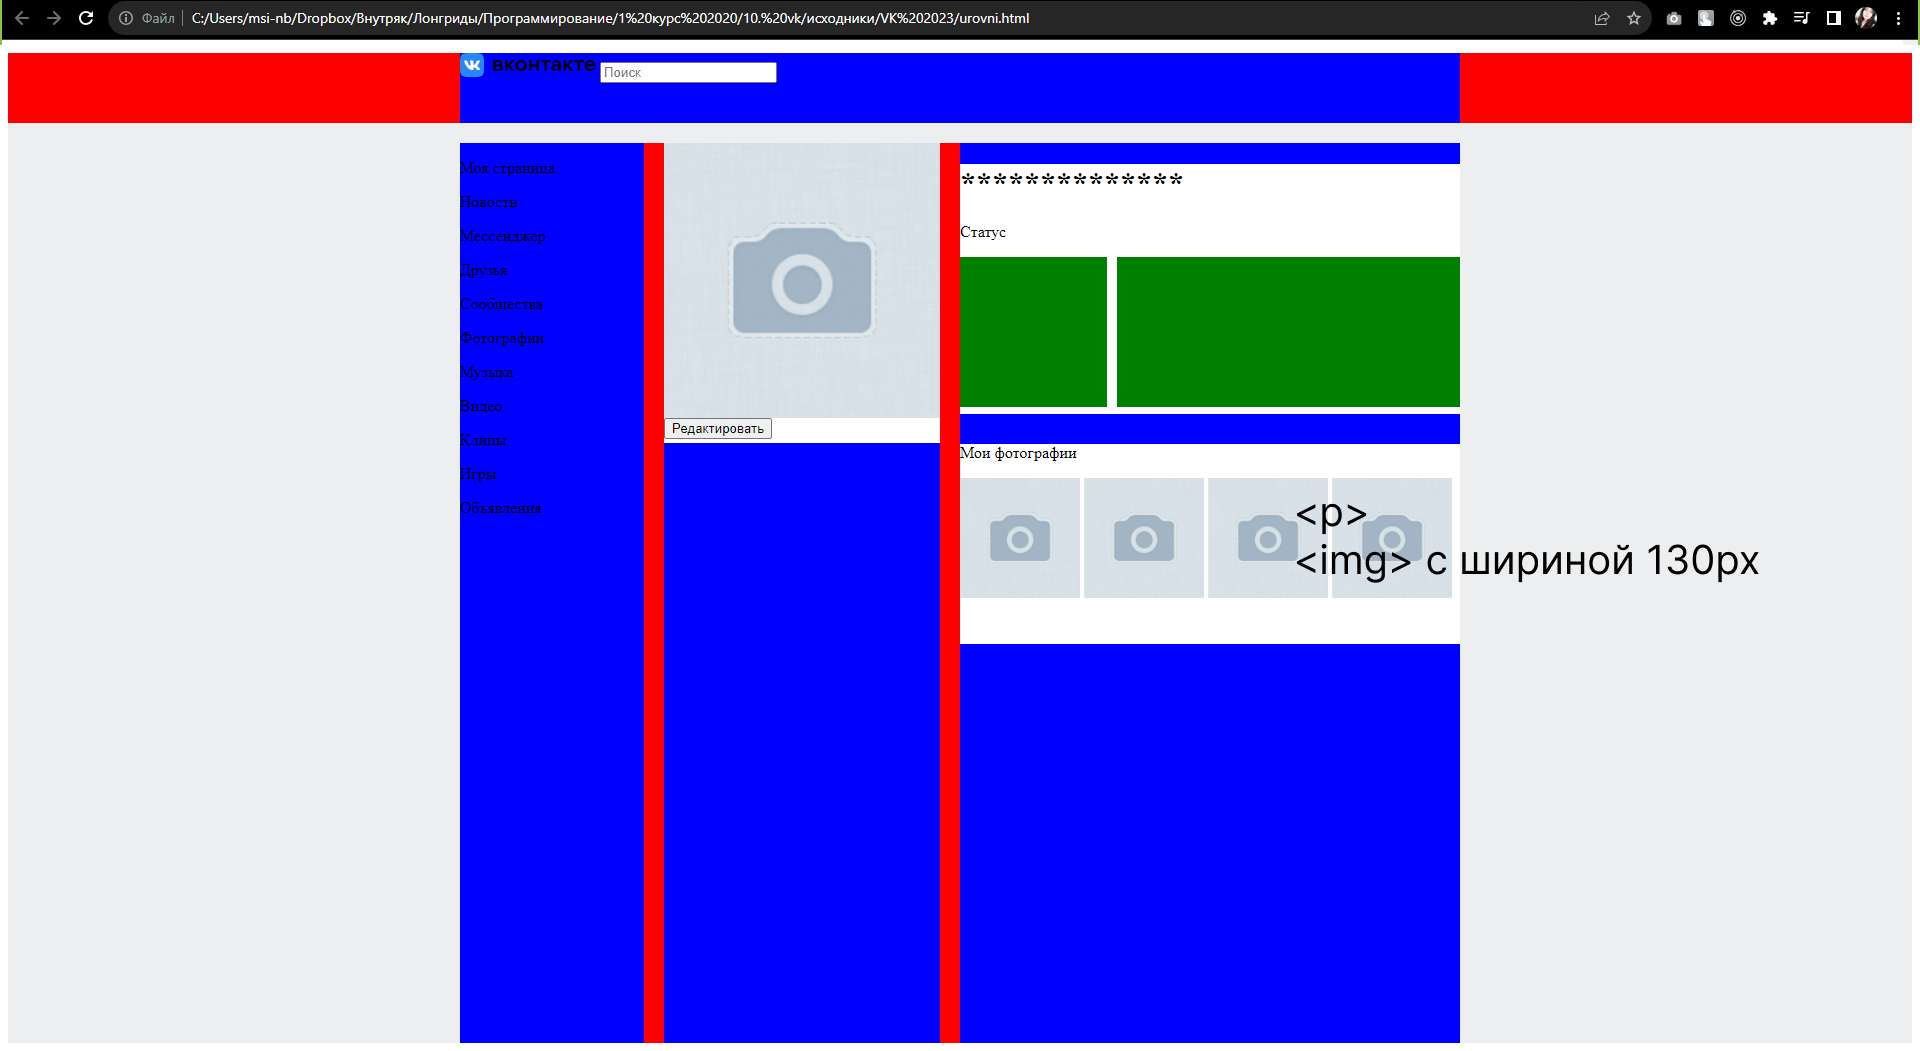 Файл
C:/Users/msi-nb/Dropbox/Внутряк/Лонгриды/Программирование/1%20курс%202020/10.%20vk/исходники/VK%202023/urovni.html
вконтакте
Поиск
Моя страница
Новости
Мессенджер
Друзья
Сообщества
Фотографии
Музыка
Видео
Клипы
Игры
Объявления
Редактировать
**************
Статус
Мои фотографии
<p>
<img> с шириной 130px